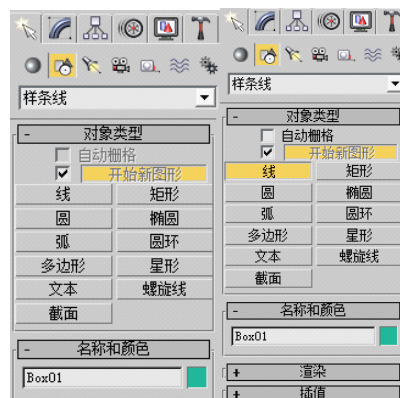 样条线
- 对象类型
自动栅格
开始新图形
线 矩形
圆 椭圆
弧 圆环
多边形 星形
文本 螺旋线
截面
- 名称和颜色
Box01
样条线
- 对象类型
自动栅格
开始新图形
线 矩形
圆 椭圆
弧 圆环
多边形 星形
文本 螺旋线
截面
- 名称和颜色
Box01
+ 渲染
+ 插值